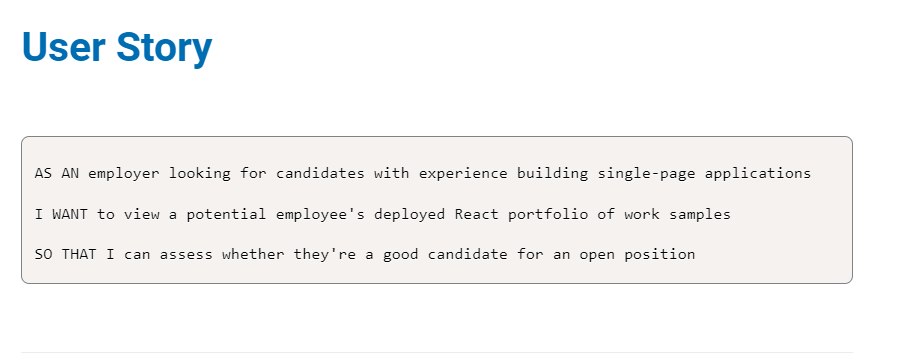 User Story
AS AN employer looking for candidates with experience building single-page applications
I WANT to view a potential employee's deployed React portfolio of work samples
SO THAT I can assess whether they're a good candidate for an open position